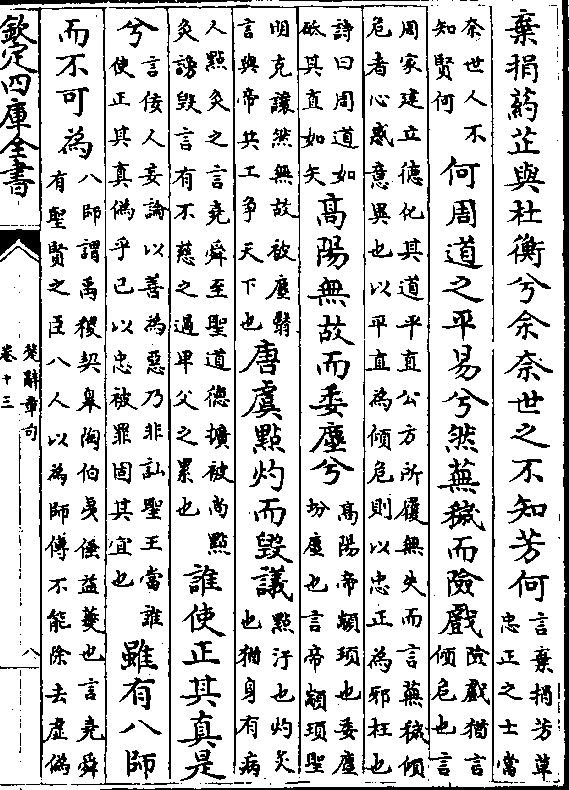 棄捐葯芷與杜衡兮余奈世之不知芳何言棄捐芳草忠正之士當
奈世人不知賢何何周道之平易兮然蕪穢而險戲險戲猶言傾危也言
周家建立德化其道平直公方所履無失而言蕪穢傾危者心惑意異也以平直為傾危則以忠正為邪枉也
詩曰周道如砥其直如矢高陽無故而委塵兮高陽帝顓頊也委塵坋塵也言帝顓頊聖
明克讓然無故被塵翳言與帝共工争天下也唐虞點灼而毀議點汙也灼灸也猶身有病
人點灸之言堯舜至聖道德擴被尚點灸謗毀言有不慈之過卑父之累也誰使正其真是
兮言佞人妄論以善為惡乃非訕聖王當誰使正其真偽乎已以忠被罪固其宜也雖有八師
而不可為八師謂禹稷契臯陶伯夷倕益夔也言堯舜有聖賢之臣八人以為師傅不能除去虛偽
欽定四庫全書
楚辭章句
卷十三
八